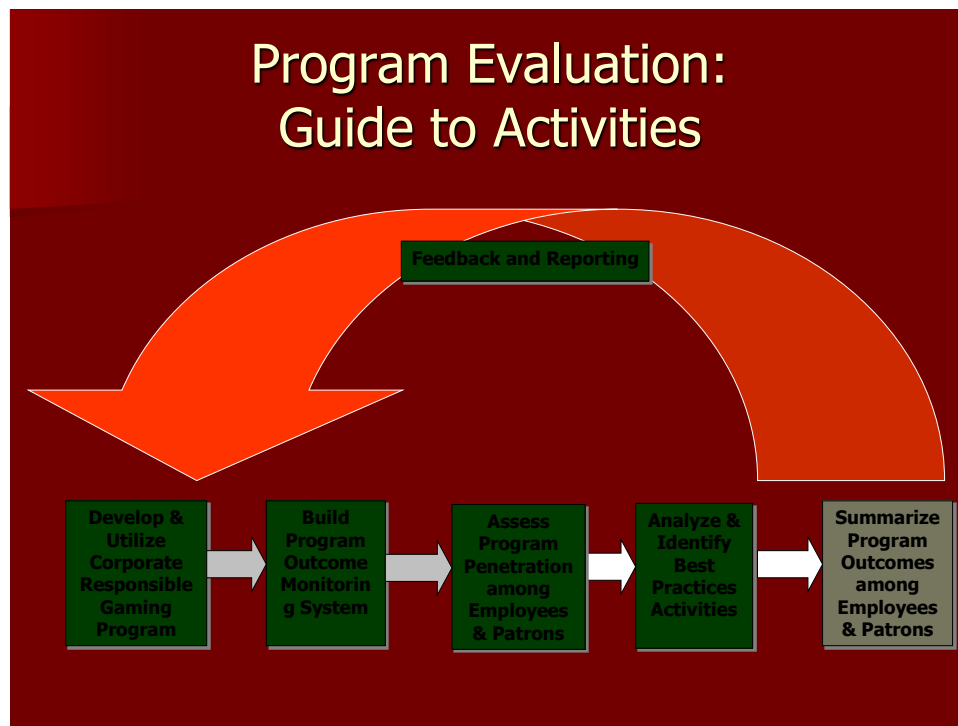 Program Evaluation:
Guide to Activities
Feedback and Reporting
Develop &
Utilize
Corporate
Responsible
Gaming
Program
Build
Program
Outcome
Monitorin
g System
Assess
Program
Penetration
among
Employees
& Patrons
Analyze &
Identify
Best
Practices
Activities
Summarize
Program
Outcomes
among
Employees
& Patrons